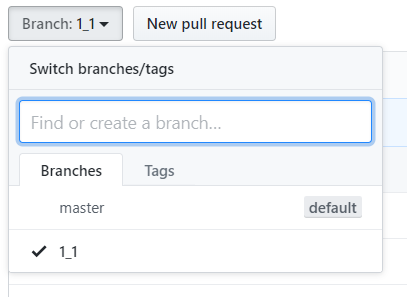 Branch: 1_1 New pull request
Switch branches/tags
Find or create a branch...
Branches Tags
master default
1_1